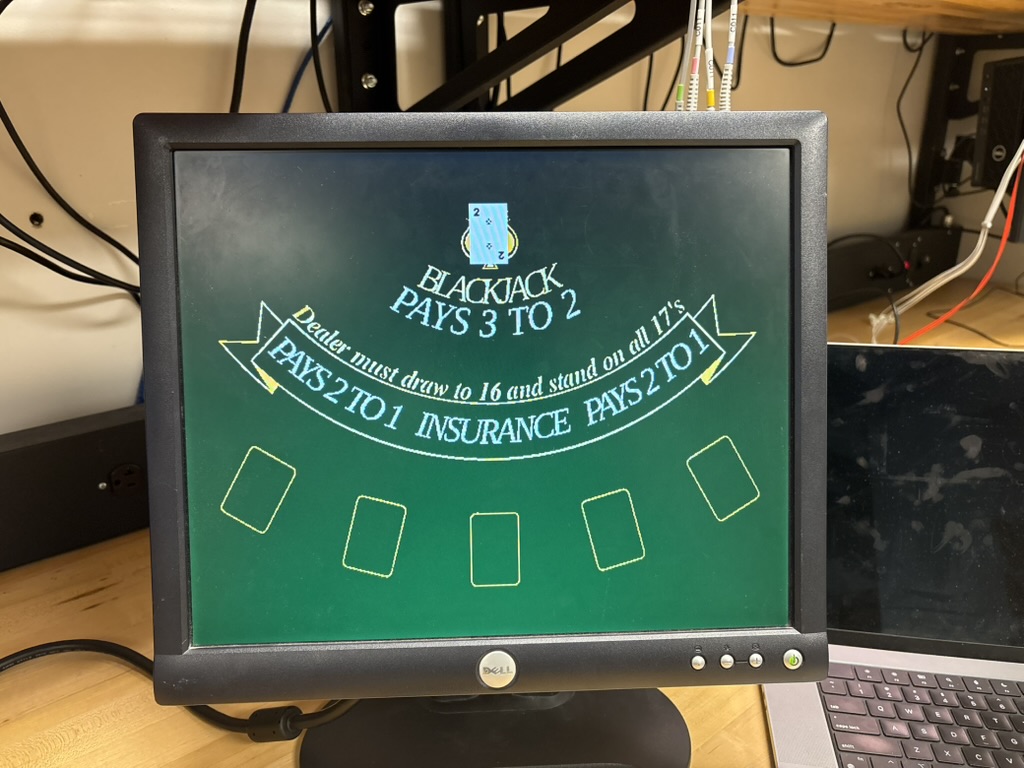 2
2
BLACKJACK
PAYS 3 TO 2
Dealer must draw to 16 and stand on all 17's
PAYS 2 TO 1 INSURANCE PAYS 2 TO 1
DELL